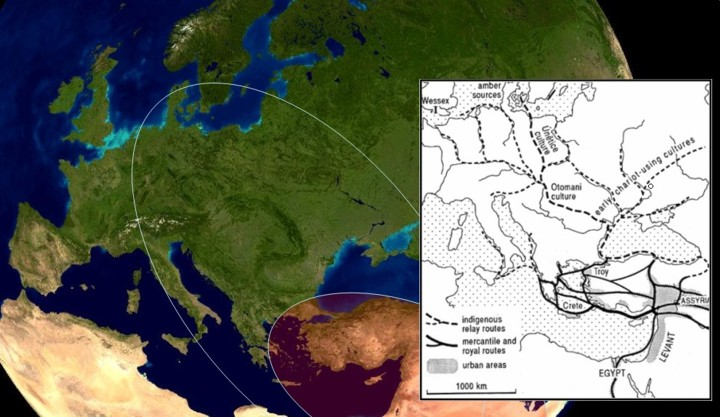 amber
sources
Wessex
Unětice
culture
early chariot-using cultures
Otomani
culture
Troy
ASSYRIA
Crete
indigenous
relay routes
mercantile and
royal routes
urban areas
LEVANT
EGYPT
1000 km